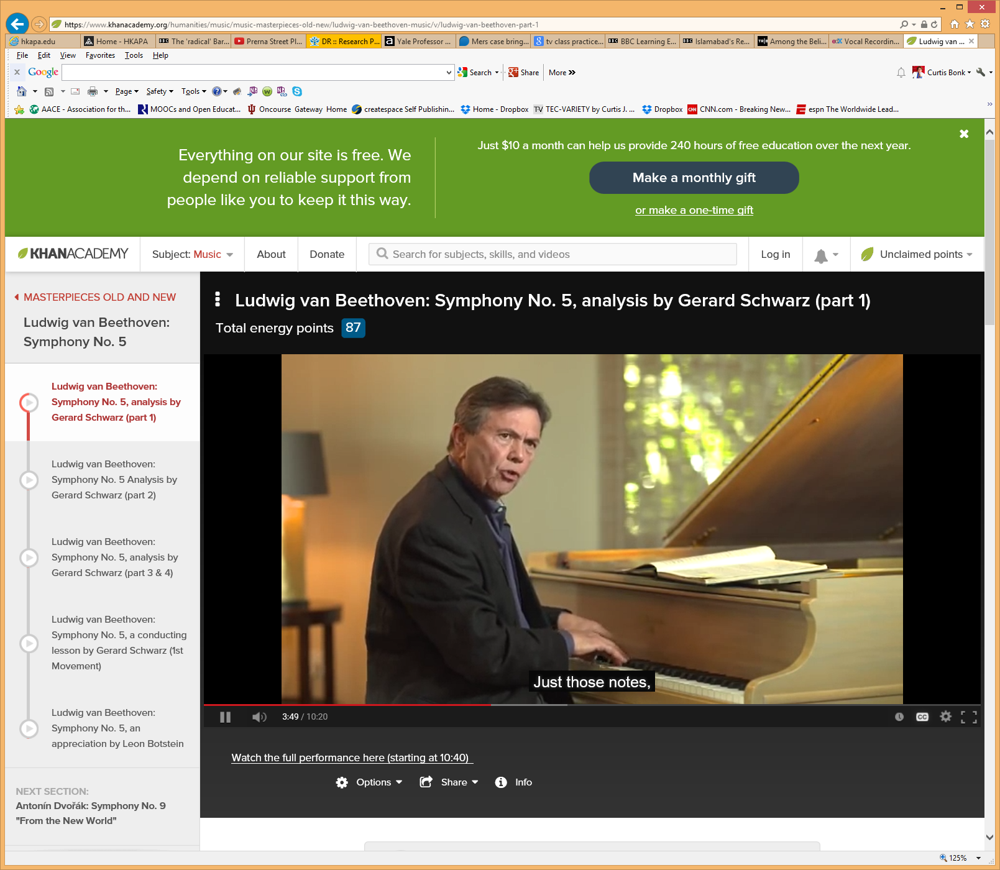 https://www.khanacademy.org/humanities/music/music-masterpieces-old-new/ludwig-van-beethoven-music/v/ludwig-van-beethoven-part-1
hkapa.edu Home - HKAPA The 'radical' Bar... Prerna Street Pl... DR :: Research P... Yale Professor ... Mers case bring... tv class practice... BBC Learning E... Islamabad's Re... Among the Beli... Vocal Recordin... Ludwig van ...
File Edit View Favorites Tools Help
x Google Search Share More » Curtis Bonk
Page Safety Tools
AACE - Association for th... MOOCs and Open Educat... Oncourse Gateway Home createspace Self Publishin... Home - Dropbox TV TEC-VARIETY by Curtis J. ... Dropbox CNN CNN.com - Breaking New... espn The Worldwide Lead...
Everything on our site is free. We
depend on reliable support from
people like you to keep it this way.
Just $10 a month can help us provide 240 hours of free education over the next year.
Make a monthly gift
or make a one-time gift
KHANACADEMY Subject: Music About Donate Search for subjects, skills, and videos Log in Unclaimed points
MASTERPIECES OLD AND NEW
Ludwig van Beethoven:
Symphony No. 5
Ludwig van Beethoven:
Symphony No. 5, analysis by
Gerard Schwarz (part 1)
Ludwig van Beethoven:
Symphony No. 5 Analysis by
Gerard Schwarz (part 2)
Ludwig van Beethoven:
Symphony No. 5, analysis by
Gerard Schwarz (part 3 & 4)
Ludwig van Beethoven:
Symphony No. 5, a conducting
lesson by Gerard Schwarz (1st
Movement)
Ludwig van Beethoven:
Symphony No. 5, an
appreciation by Leon Botstein
NEXT SECTION:
Antonín Dvořák: Symphony No. 9
"From the New World"
Ludwig van Beethoven: Symphony No. 5, analysis by Gerard Schwarz (part 1)
Total energy points 87
Just those notes,
3:49 / 10:20 CC
Watch the full performance here (starting at 10:40)
Options Share Info
125%